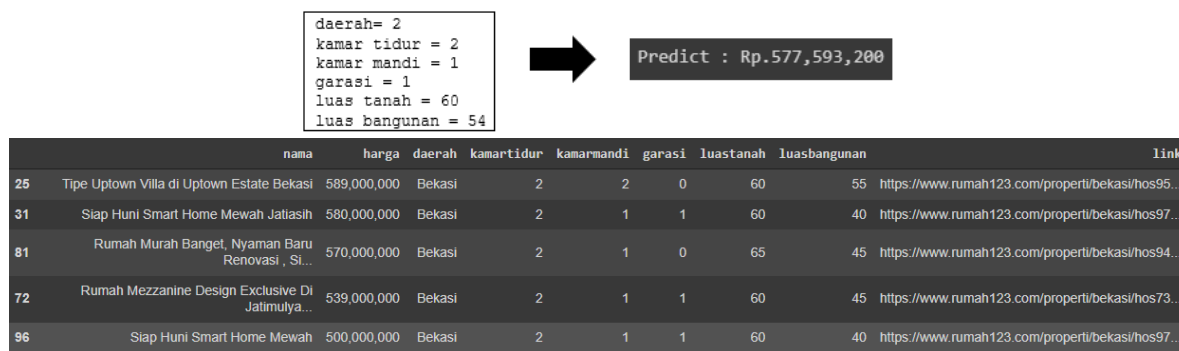 daerah= 2
kamar tidur = 2
kamar mandi = 1
garasi = 1
luas tanah = 60
luas bangunan = 54
Predict : Rp.577,593,200
nama harga daerah kamartidur kamarmandi garasi luastanah luasbangunan link
25 Tipe Uptown Villa di Uptown Estate Bekasi 589,000,000 Bekasi 2 2 0 60 55 https://www.rumah123.com/properti/bekasi/hos95...
31 Siap Huni Smart Home Mewah Jatiasih 580,000,000 Bekasi 2 1 1 60 40 https://www.rumah123.com/properti/bekasi/hos97...
Rumah Murah Banget, Nyaman Baru
81 Renovasi , Si... 570,000,000 Bekasi 2 1 0 65 45 https://www.rumah123.com/properti/bekasi/hos94...
Rumah Mezzanine Design Exclusive Di
72 Jatimulya... 539,000,000 Bekasi 2 1 1 60 45 https://www.rumah123.com/properti/bekasi/hos73...
96 Siap Huni Smart Home Mewah 500,000,000 Bekasi 2 1 1 60 40 https://www.rumah123.com/properti/bekasi/hos97...